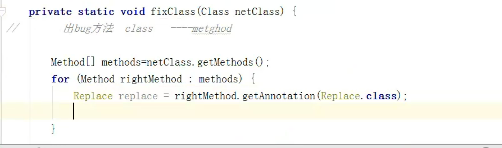 private static void fixClass(Class netClass) {
// 出bug方法 class ----metghod
Method[] methods=netClass.getMethods();
for (Method rightMethod : methods) {
Replace replace = rightMethod.getAnnotation(Replace.class);
}